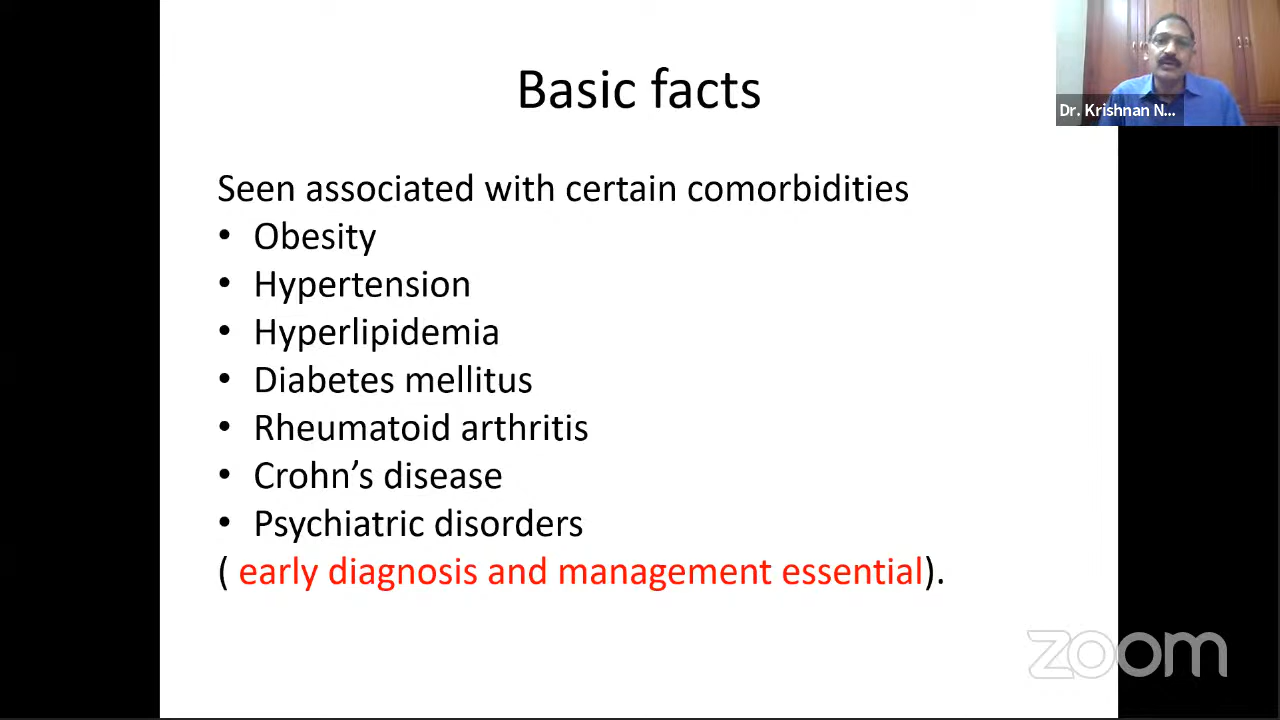 Basic facts
Dr. Krishnan N...
Seen associated with certain comorbidities
• Obesity
• Hypertension
• Hyperlipidemia
• Diabetes mellitus
• Rheumatoid arthritis
• Crohn’s disease
• Psychiatric disorders
( early diagnosis and management essential).
zoom